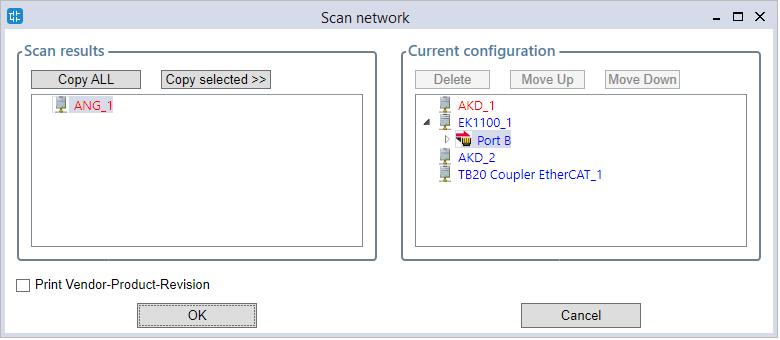 Scan network
Scan results
Copy ALL
Copy selected >>
ANG_1
Current configuration
Delete
Move Up
Move Down
AKD_1
EK1100_1
Port B
AKD_2
TB20 Coupler EtherCAT_1
Print Vendor-Product-Revision
OK
Cancel